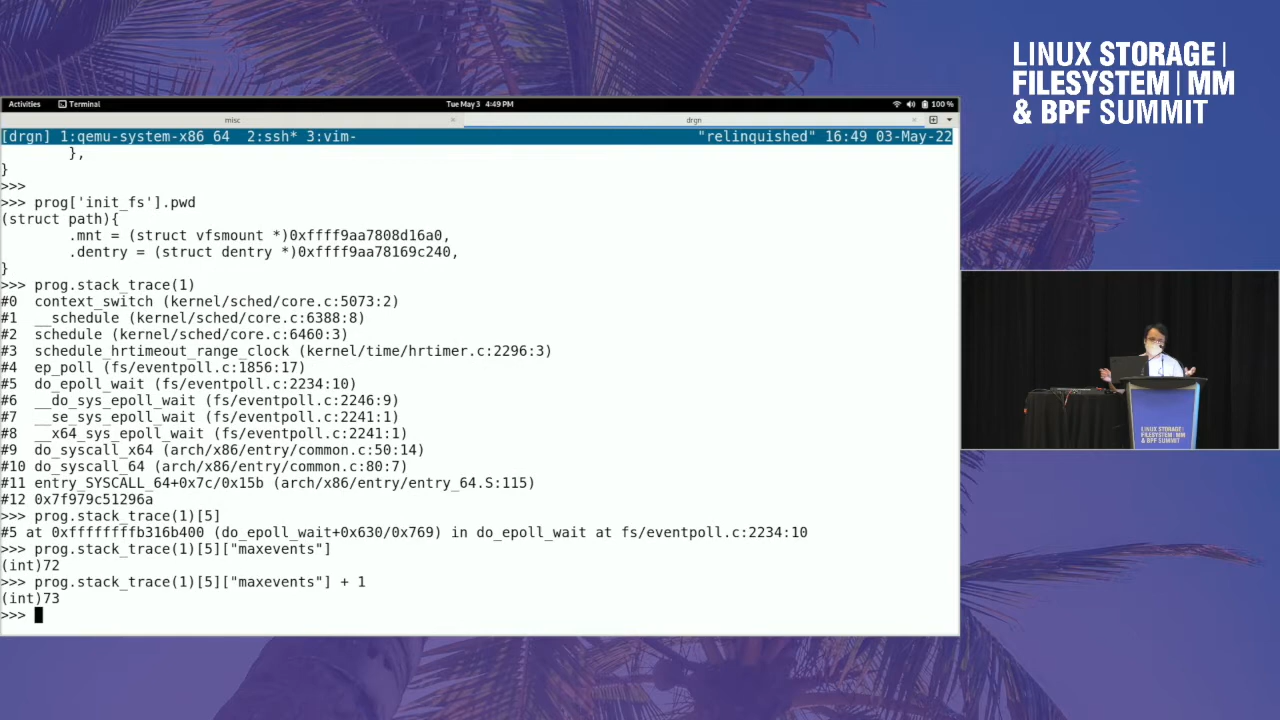 LINUX STORAGE |
FILESYSTEM | MM
& BPF SUMMIT
Activities Terminal Tue May 3 4:49 PM 100 %
misc drgn
[drgn] 1:qemu-system-x86_64 2:ssh* 3:vim- "relinquished" 16:49 03-May-22
},
}
>>>
>>> prog['init_fs'].pwd
(struct path){
.mnt = (struct vfsmount *)0xffff9aa7808d16a0,
.dentry = (struct dentry *)0xffff9aa78169c240,
}
>>> prog.stack_trace(1)
#0 context_switch (kernel/sched/core.c:5073:2)
#1 __schedule (kernel/sched/core.c:6388:8)
#2 schedule (kernel/sched/core.c:6460:3)
#3 schedule_hrtimeout_range_clock (kernel/time/hrtimer.c:2296:3)
#4 ep_poll (fs/eventpoll.c:1856:17)
#5 do_epoll_wait (fs/eventpoll.c:2234:10)
#6 __do_sys_epoll_wait (fs/eventpoll.c:2246:9)
#7 __se_sys_epoll_wait (fs/eventpoll.c:2241:1)
#8 __x64_sys_epoll_wait (fs/eventpoll.c:2241:1)
#9 do_syscall_x64 (arch/x86/entry/common.c:50:14)
#10 do_syscall_64 (arch/x86/entry/common.c:80:7)
#11 entry_SYSCALL_64+0x7c/0x15b (arch/x86/entry/entry_64.S:115)
#12 0x7f979c51296a
>>> prog.stack_trace(1)[5]
#5 at 0xffffffffb316b400 (do_epoll_wait+0x630/0x769) in do_epoll_wait at fs/eventpoll.c:2234:10
>>> prog.stack_trace(1)[5]["maxevents"]
(int)72
>>> prog.stack_trace(1)[5]["maxevents"] + 1
(int)73
>>>
LINUX STORAGE |
FILESYSTEM | MM
& BPF SUMMIT